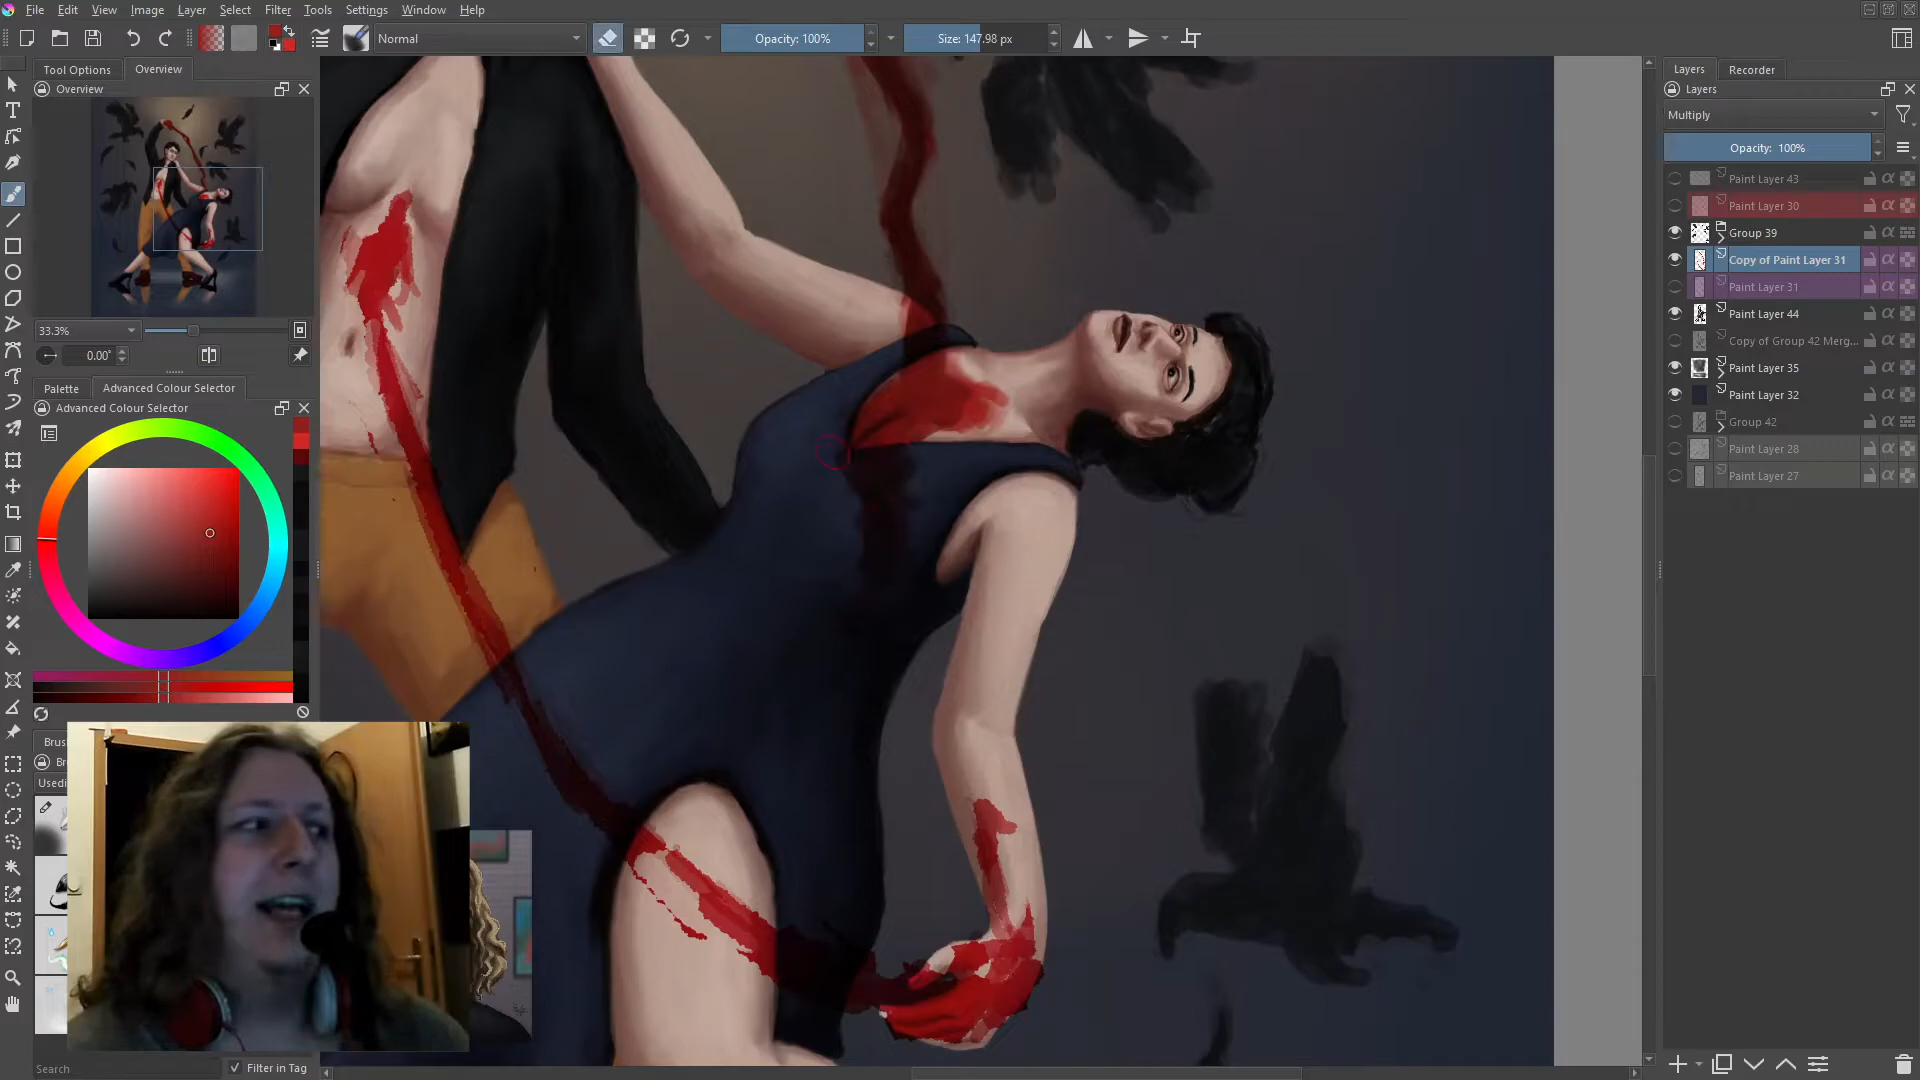 File Edit View Image Layer Select Filter Tools Settings Window Help
Normal
Opacity: 100%
Size: 147.98 px
Tool Options Overview
Overview
33.3%
0.00°
Palette Advanced Colour Selector
Advanced Colour Selector
Search
Filter in Tag
Layers Recorder
Layers
Multiply
Opacity: 100%
Paint Layer 43
Paint Layer 30
Group 39
Copy of Paint Layer 31
Paint Layer 31
Paint Layer 44
Copy of Group 42 Merg...
Paint Layer 35
Paint Layer 32
Group 42
Paint Layer 28
Paint Layer 27